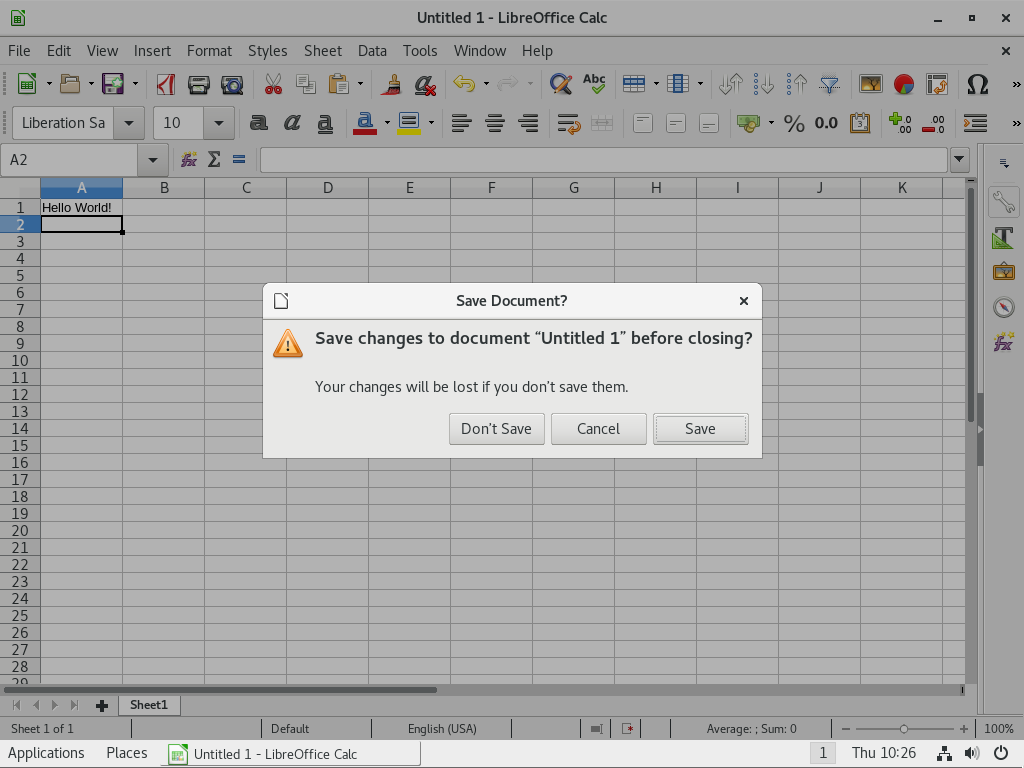 Untitled 1 - LibreOffice Calc
File Edit View Insert Format Styles Sheet Data Tools Window Help
Abc
Liberation Sa 10 a a a a % 0.0
A2
A B C D E F G H I J K
1 Hello World!
2
3
4
5
6
7
8
9
10
11
12
13
14
15
16
17
18
19
20
21
22
23
24
25
26
27
28
29
Save Document?
Save changes to document “Untitled 1” before closing?
Your changes will be lost if you don’t save them.
Don’t Save Cancel Save
Sheet1
Sheet 1 of 1 Default English (USA) Average: ; Sum: 0 100%
Applications Places Untitled 1 - LibreOffice Calc 1 Thu 10:26